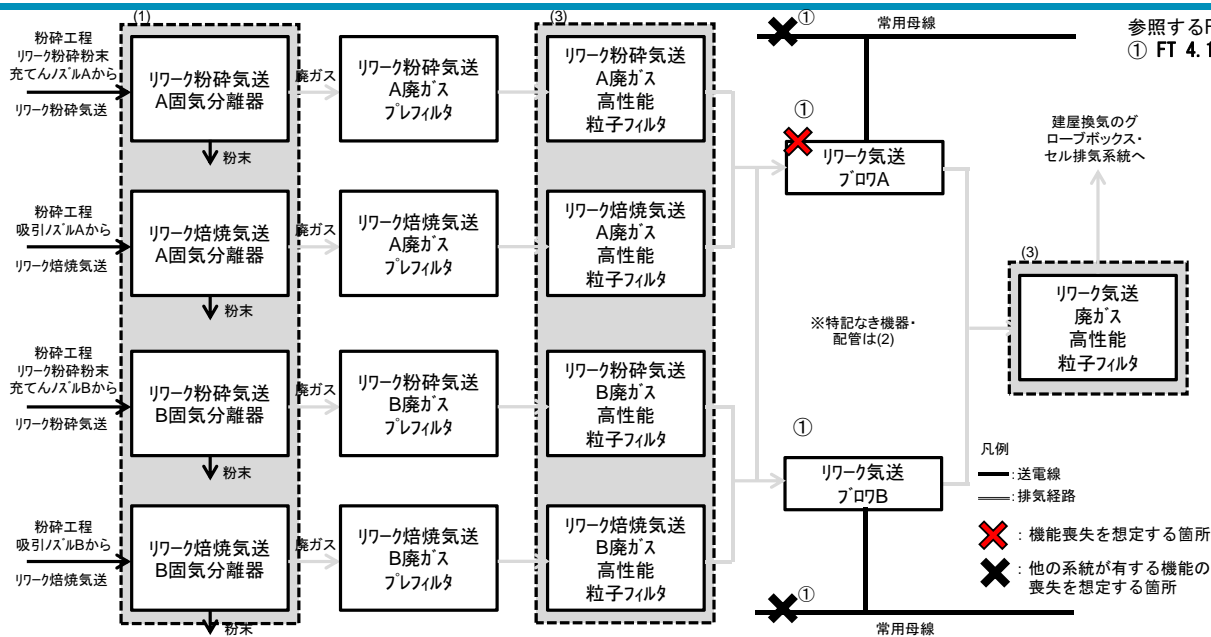 (1)
粉砕工程
リワーク粉砕粉末
充てんノズルAから
リワーク粉砕気送
リワーク粉砕気送
A固気分離器
粉末
廃ガス
リワーク粉砕気送
A廃ガス
プレフィルタ
(3)
リワーク粉砕気送
A廃ガス
高性能
粒子フィルタ
粉砕工程
吸引ノズルAから
リワーク焙焼気送
リワーク焙焼気送
A固気分離器
粉末
廃ガス
リワーク焙焼気送
A廃ガス
プレフィルタ
リワーク焙焼気送
A廃ガス
高性能
粒子フィルタ
粉砕工程
リワーク粉砕粉末
充てんノズルBから
リワーク粉砕気送
リワーク粉砕気送
B固気分離器
粉末
廃ガス
リワーク粉砕気送
B廃ガス
プレフィルタ
リワーク粉砕気送
B廃ガス
高性能
粒子フィルタ
粉砕工程
吸引ノズルBから
リワーク焙焼気送
リワーク焙焼気送
B固気分離器
粉末
廃ガス
リワーク焙焼気送
B廃ガス
プレフィルタ
リワーク焙焼気送
B廃ガス
高性能
粒子フィルタ
①
常用母線
①
リワーク気送
ブロワA
※特記なき機器・
配管は(2)
①
リワーク気送
ブロワB
①
常用母線
参照するF
① FT 4.1
建屋換気のグ
ローブボックス・
セル排気系統へ
(3)
リワーク気送
廃ガス
高性能
粒子フィルタ
凡例
:送電線
:排気経路
: 機能喪失を想定する箇所
: 他の系統が有する機能の
喪失を想定する箇所